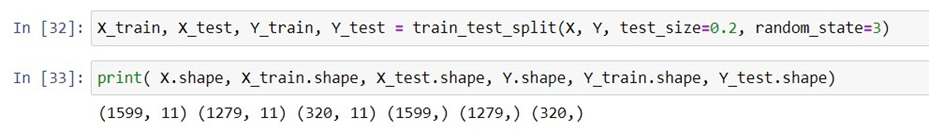 In [32]: X_train, X_test, Y_train, Y_test = train_test_split(X, Y, test_size=0.2, random_state=3)
In [33]: print( X.shape, X_train.shape, X_test.shape, Y.shape, Y_train.shape, Y_test.shape)
(1599, 11) (1279, 11) (320, 11) (1599,) (1279,) (320,)